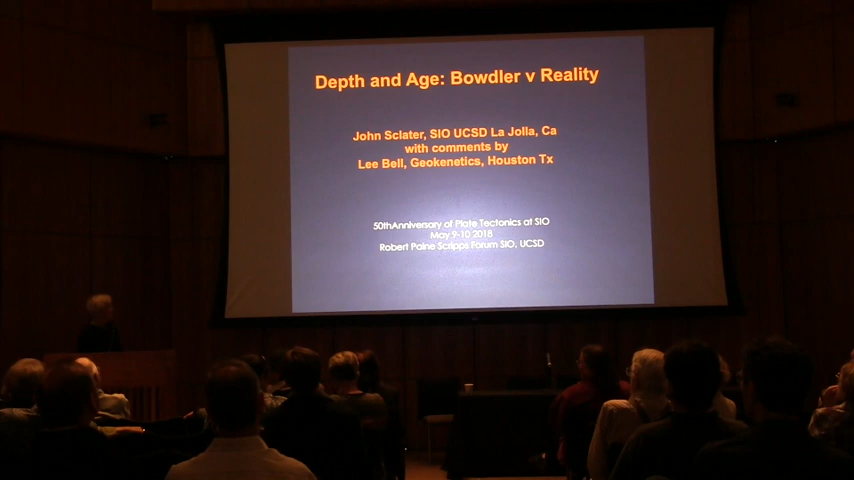 Depth and Age: Bowdler v Reality
John Sclater, SIO UCSD La Jolla, Ca
with comments by
Lee Bell, Geokenetics, Houston Tx
50thAnniversary of Plate Tectonics at SIO
May 9-10 2018
Robert Paine Scripps Forum SIO, UCSD